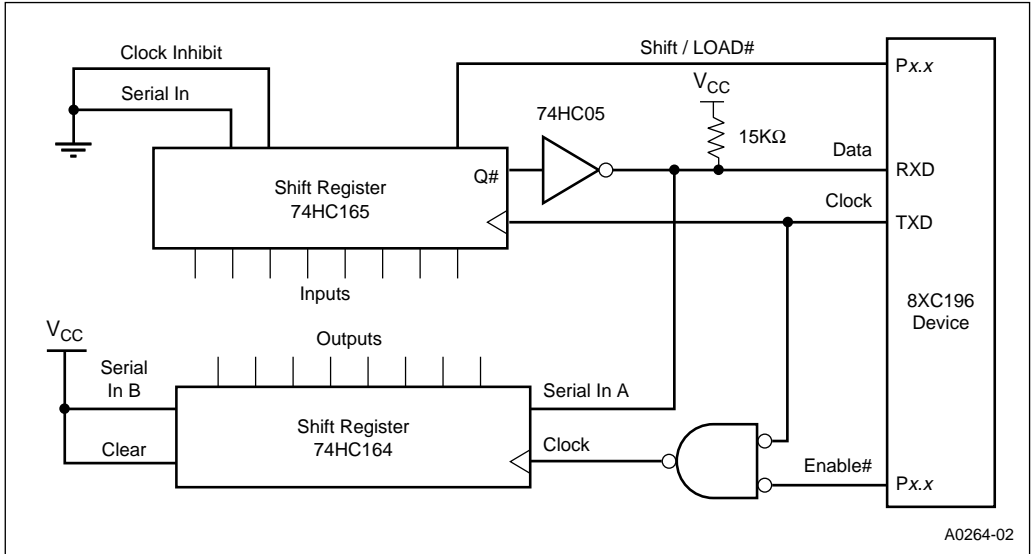 Shift / LOAD#
Clock Inhibit
Px.x
VCC
Serial In
74HC05
15KΩ
Data
Q#
RXD
Shift Register
74HC165
Clock
TXD
Inputs
8XC196
Device
VCC
Outputs
Serial
In B
Serial In A
Shift Register
74HC164
Clear
Clock
Enable#
Px.x
A0264-02